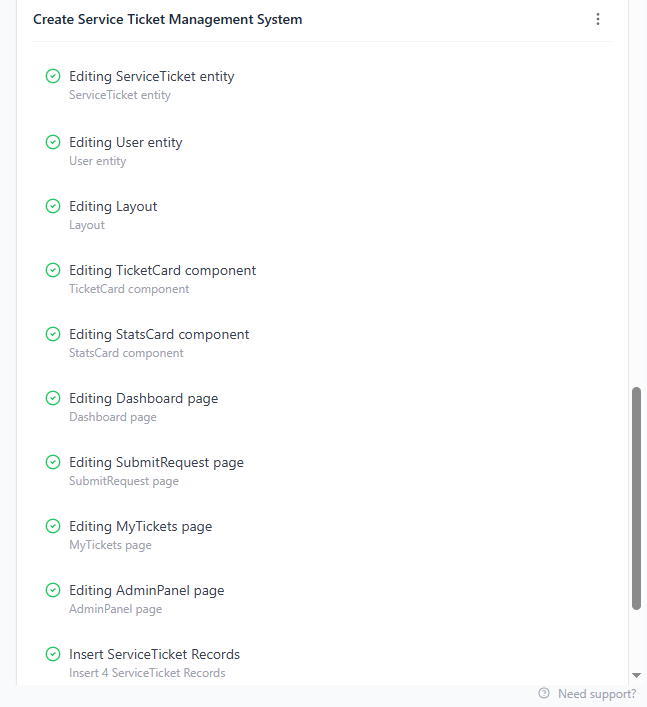 Create Service Ticket Management System
Editing ServiceTicket entity
ServiceTicket entity
Editing User entity
User entity
Editing Layout
Layout
Editing TicketCard component
TicketCard component
Editing StatsCard component
StatsCard component
Editing Dashboard page
Dashboard page
Editing SubmitRequest page
SubmitRequest page
Editing MyTickets page
MyTickets page
Editing AdminPanel page
AdminPanel page
Insert ServiceTicket Records
Insert 4 ServiceTicket Records
Need support?